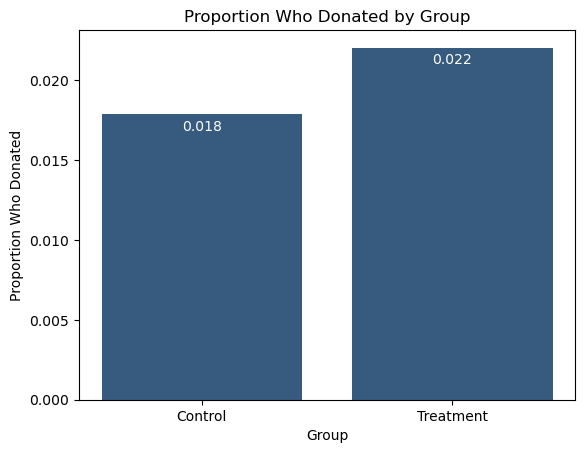 Proportion Who Donated by Group
Proportion Who Donated
0.020
0.015
0.010
0.005
0.000
0.018
0.022
Control
Treatment
Group